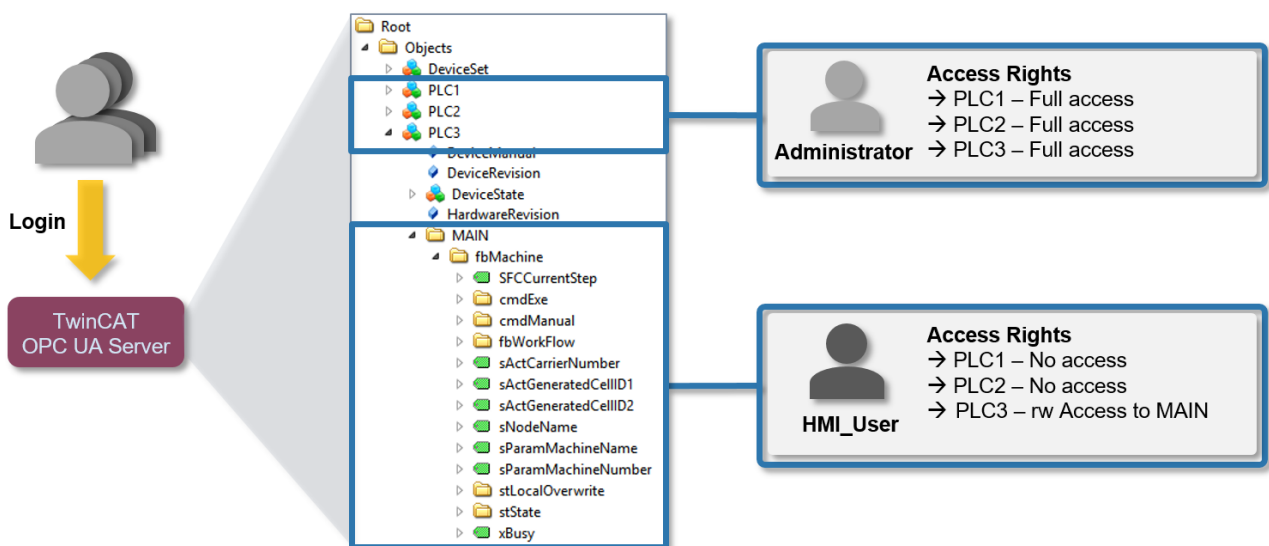 Login
TwinCAT
OPC UA Server
Root
Objects
DeviceSet
PLC1
PLC2
PLC3
DeviceManual
DeviceRevision
DeviceState
HardwareRevision
MAIN
fbMachine
SFCCurrentStep
cmdExe
cmdManual
fbWorkFlow
sActCarrierNumber
sActGeneratedCellID1
sActGeneratedCellID2
sNodeName
sParamMachineName
sParamMachineNumber
stLocalOverwrite
stState
xBusy
Administrator
Access Rights
→ PLC1 – Full access
→ PLC2 – Full access
→ PLC3 – Full access
HMI_User
Access Rights
→ PLC1 – No access
→ PLC2 – No access
→ PLC3 – rw Access to MAIN